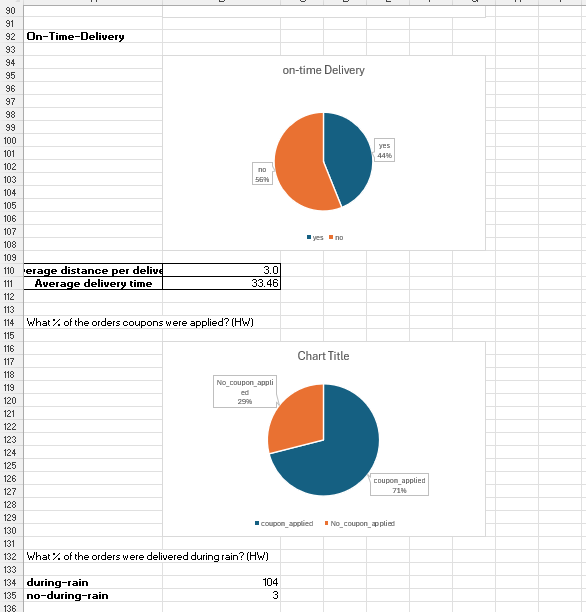 90
91
92 On-Time-Delivery
93
94
on-time Delivery
95
96
97
98
99
100
yes
44%
101
102
no
56%
103
104
105
106
107
yes no
108
109
110 erage distance per delive 3.0
111 Average delivery time 33.46
112
113
114 What % of the orders coupons were applied? (HW)
115
116
117
Chart Title
118
119
No_coupon_appli
ed
29%
120
121
122
123
124
125
126
coupon_applied
71%
127
128
129
coupon_applied No_coupon_applied
130
131
132 What % of the orders were delivered during rain? (HW)
133
134 during-rain 104
135 no-during-rain 3
136